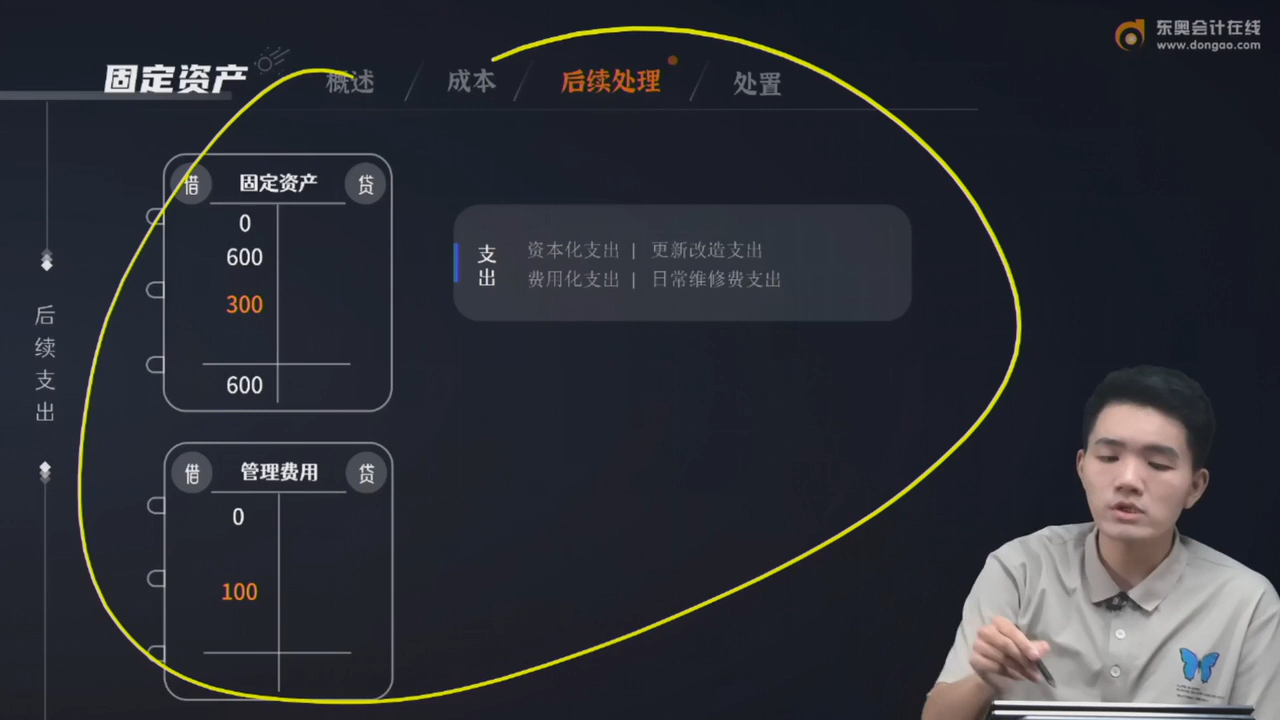 东奥会计在线
www.dongao.com
固定资产
概述 / 成本 / 后续处理 / 处置
后续支出
借 固定资产 贷
0
600
300
600
支出
资本化支出 | 更新改造支出
费用化支出 | 日常维修费支出
借 管理费用 贷
0
100